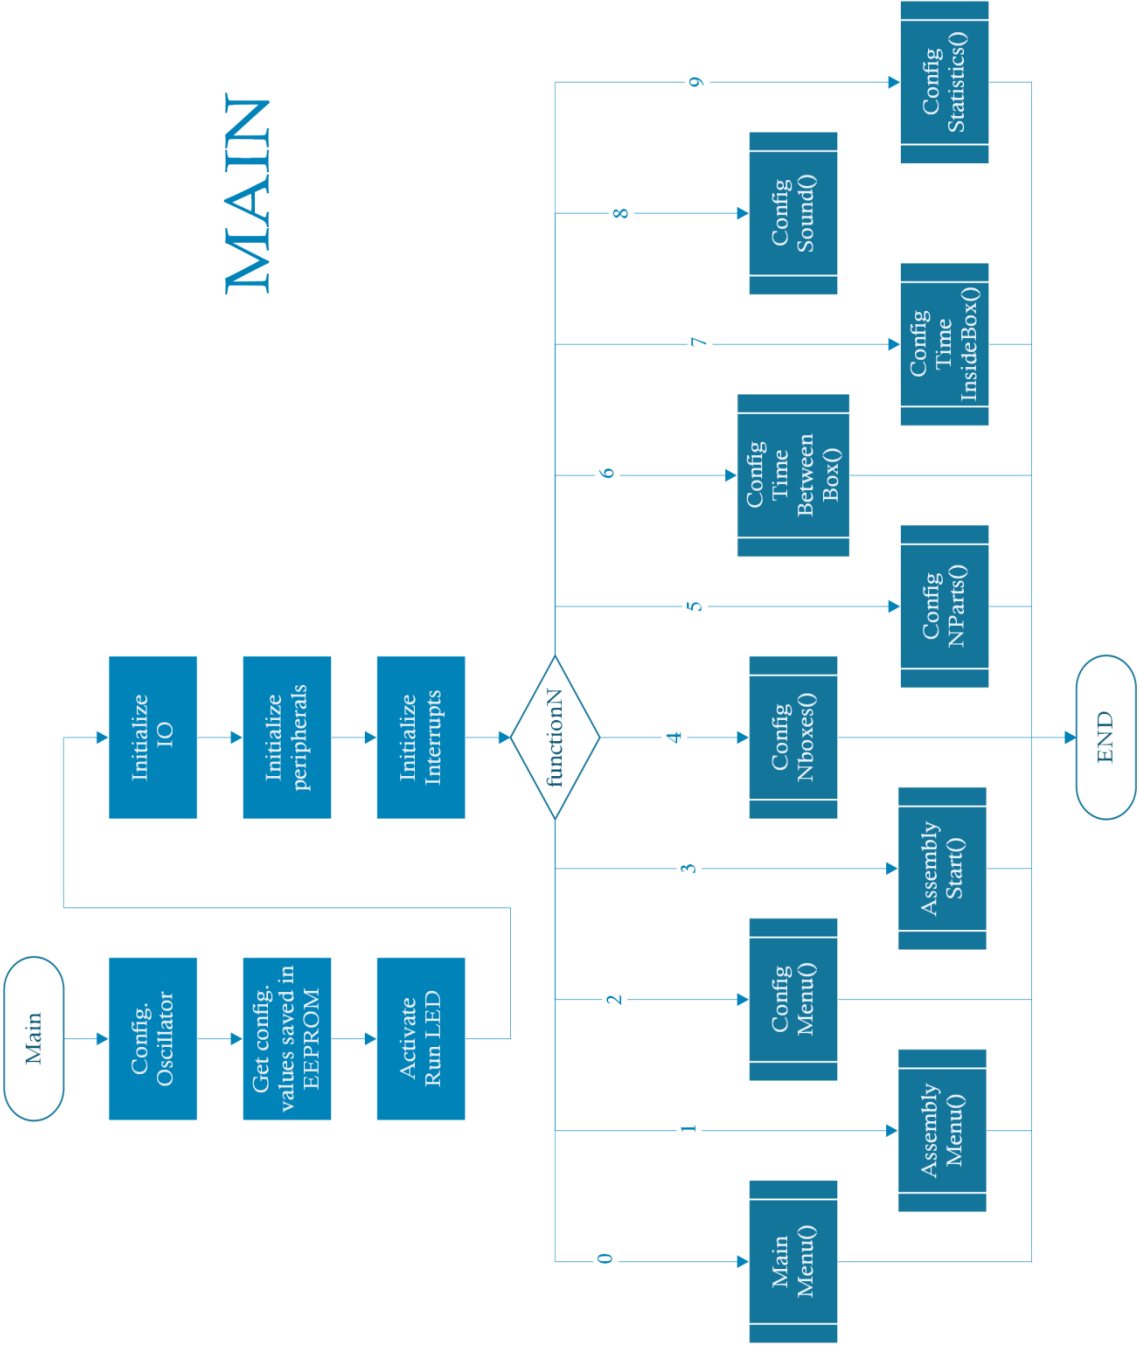 MAIN
Main
Config.
Oscillator
Get config.
values saved in
EEPROM
Activate
Run LED
Initialize
IO
Initialize
peripherals
Initialize
Interrupts
functionN
0
1
2
3
4
5
6
7
8
9
Main
Menu()
Assembly
Menu()
Config
Menu()
Assembly
Start()
Config
Nboxes()
Config
NParts()
Config
Time
Between
Box()
Config
Time
InsideBox()
Config
Sound()
Config
Statistics()
END